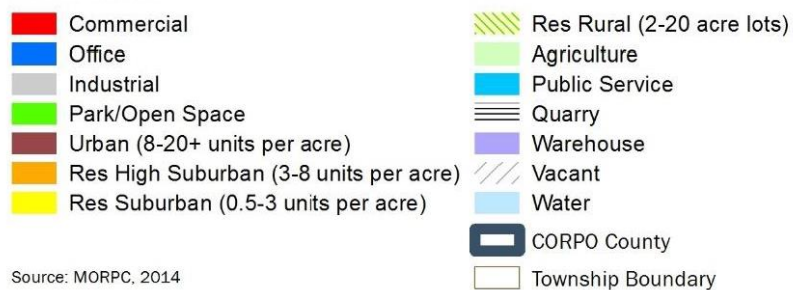 Commercial
Office
Industrial
Park/Open Space
Urban (8-20+ units per acre)
Res High Suburban (3-8 units per acre)
Res Suburban (0.5-3 units per acre)
Source: MORPC, 2014
Res Rural (2-20 acre lots)
Agriculture
Public Service
Quarry
Warehouse
Vacant
Water
CORPO County
Township Boundary